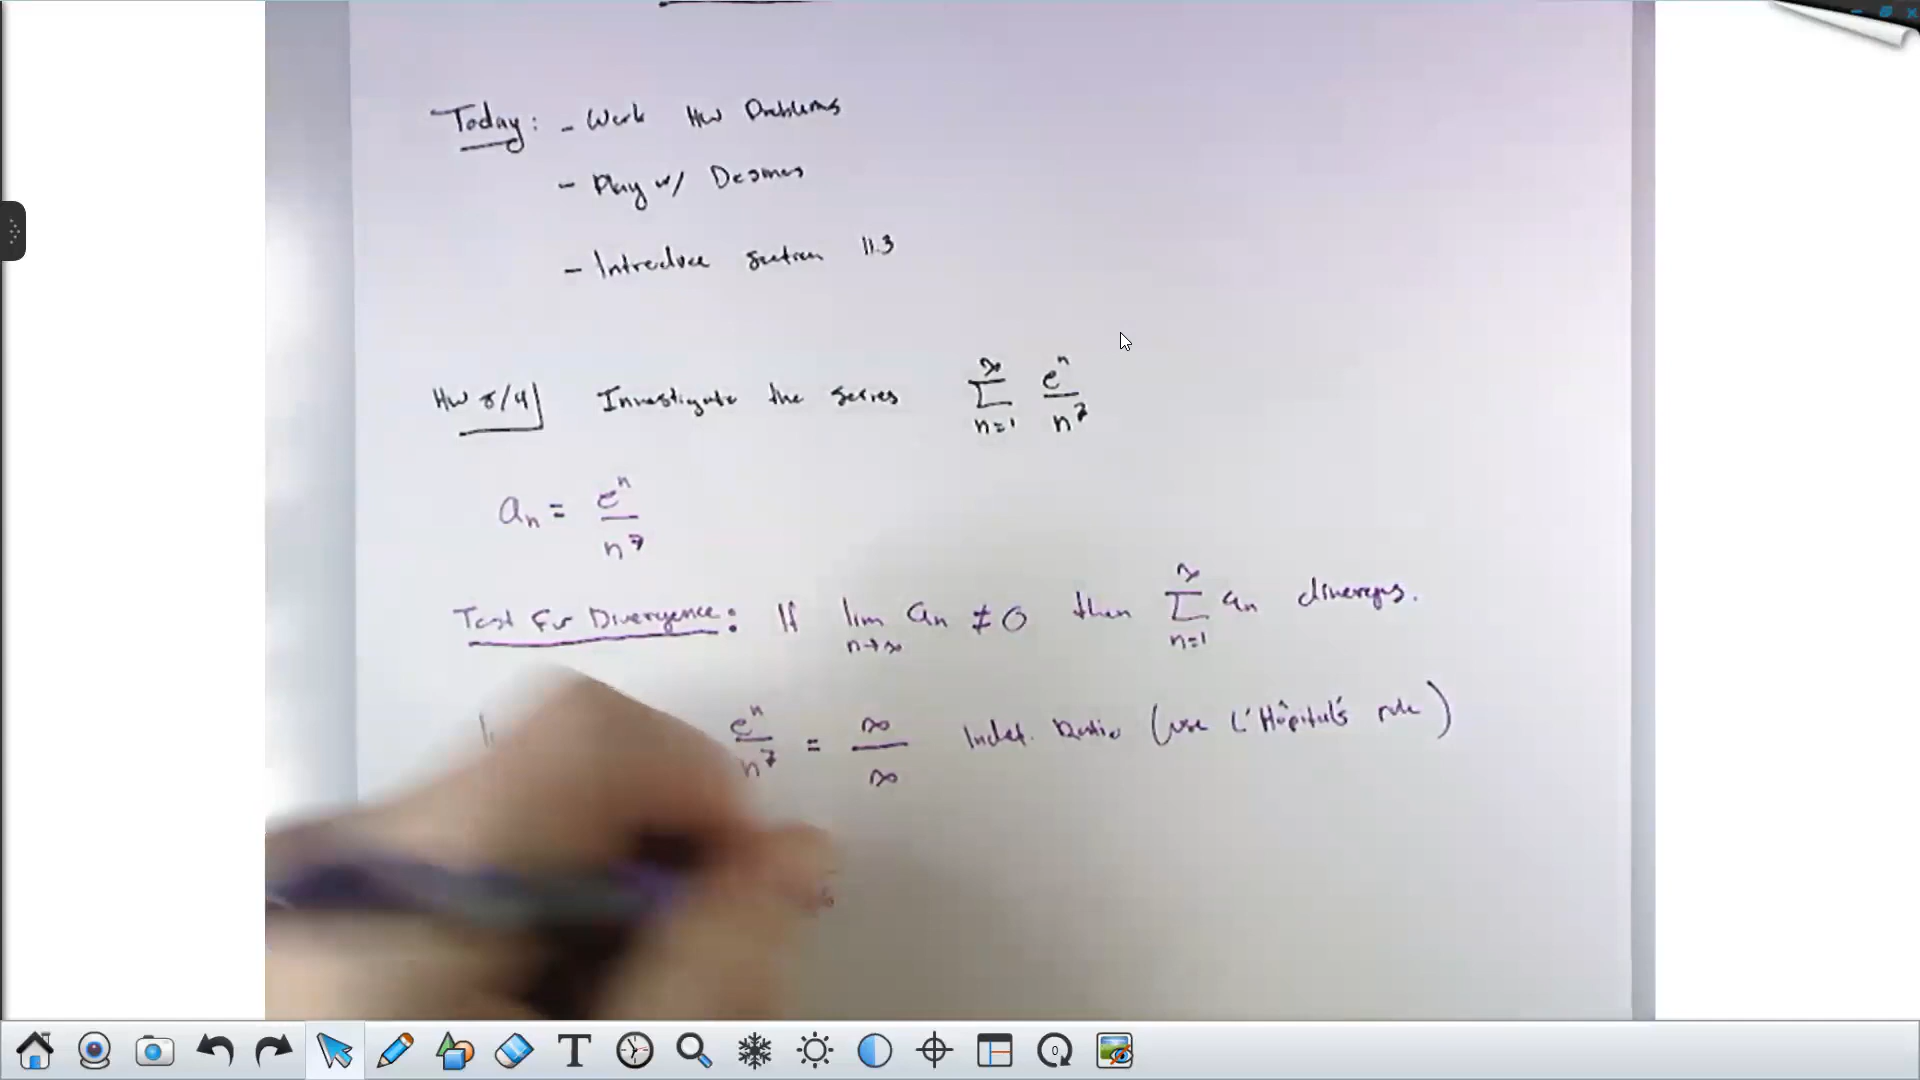 Today: - Work HW Problems
- Play w/ Desmos
- Introduce section 11.3
HW 8/4 Investigate the series ∑ n=1 ∞ e^n / n^7
a_n = e^n / n^7
Test for Divergence: If lim n→∞ a_n ≠ 0 then ∑ n=1 ∞ a_n diverges.
e^n / n^7 = ∞ / ∞ Indet. Ratio (use L'Hôpital's rule)
T
0